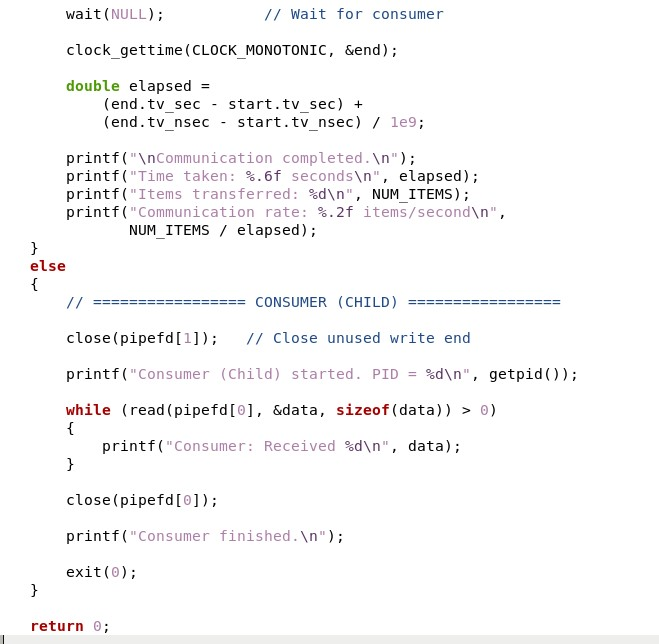 wait(NULL);           // Wait for consumer
clock_gettime(CLOCK_MONOTONIC, &end);
double elapsed =
(end.tv_sec - start.tv_sec) +
(end.tv_nsec - start.tv_nsec) / 1e9;
printf("\nCommunication completed.\n");
printf("Time taken: %.6f seconds\n", elapsed);
printf("Items transferred: %d\n", NUM_ITEMS);
printf("Communication rate: %.2f items/second\n",
NUM_ITEMS / elapsed);
}
else
{
// ================= CONSUMER (CHILD) =================
close(pipefd[1]);   // Close unused write end
printf("Consumer (Child) started. PID = %d\n", getpid());
while (read(pipefd[0], &data, sizeof(data)) > 0)
{
printf("Consumer: Received %d\n", data);
}
close(pipefd[0]);
printf("Consumer finished.\n");
exit(0);
}
return 0;